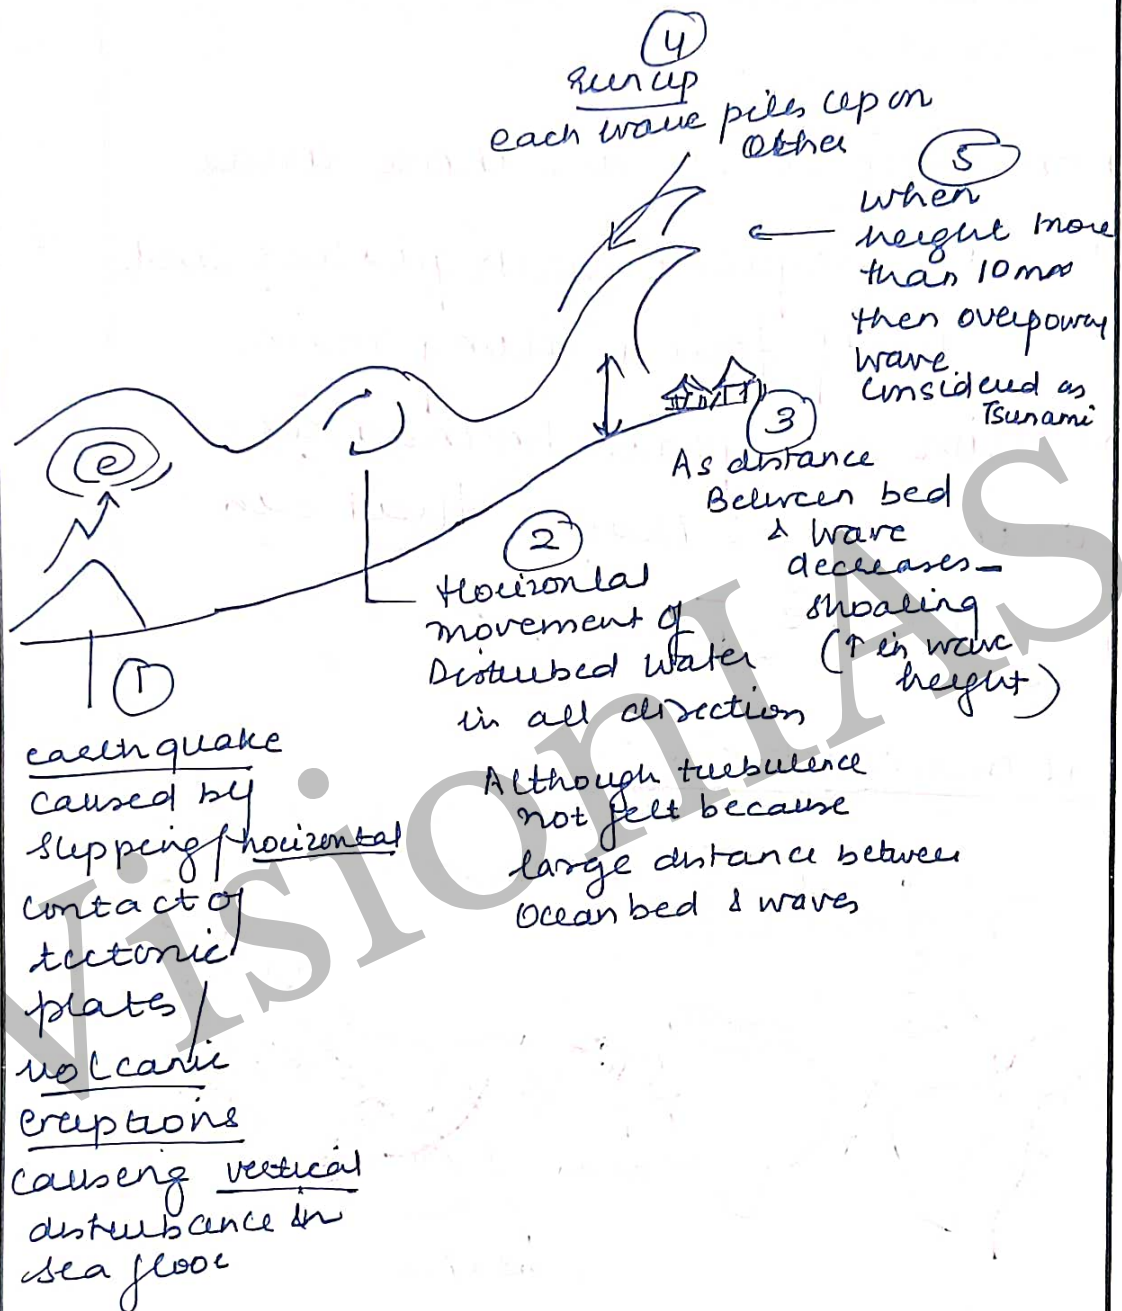 4
Run up
each wave piles up on
other
5
When
height more
than 10m
then overpowering
wave
considered as
Tsunami
3
As distance
Between bed
& wave
decreases -
shoaling
(↑ in wave
height)
2
Horizontal
movement of
Disturbed Water
in all direction
Although turbulence
not felt because
large distance between
Ocean bed & waves
1
earthquake
caused by
slipping/horizontal
contact of
tectonic
plates/
volcanic
eruptions
causing vertical
disturbance in
sea floor
VisionIAS